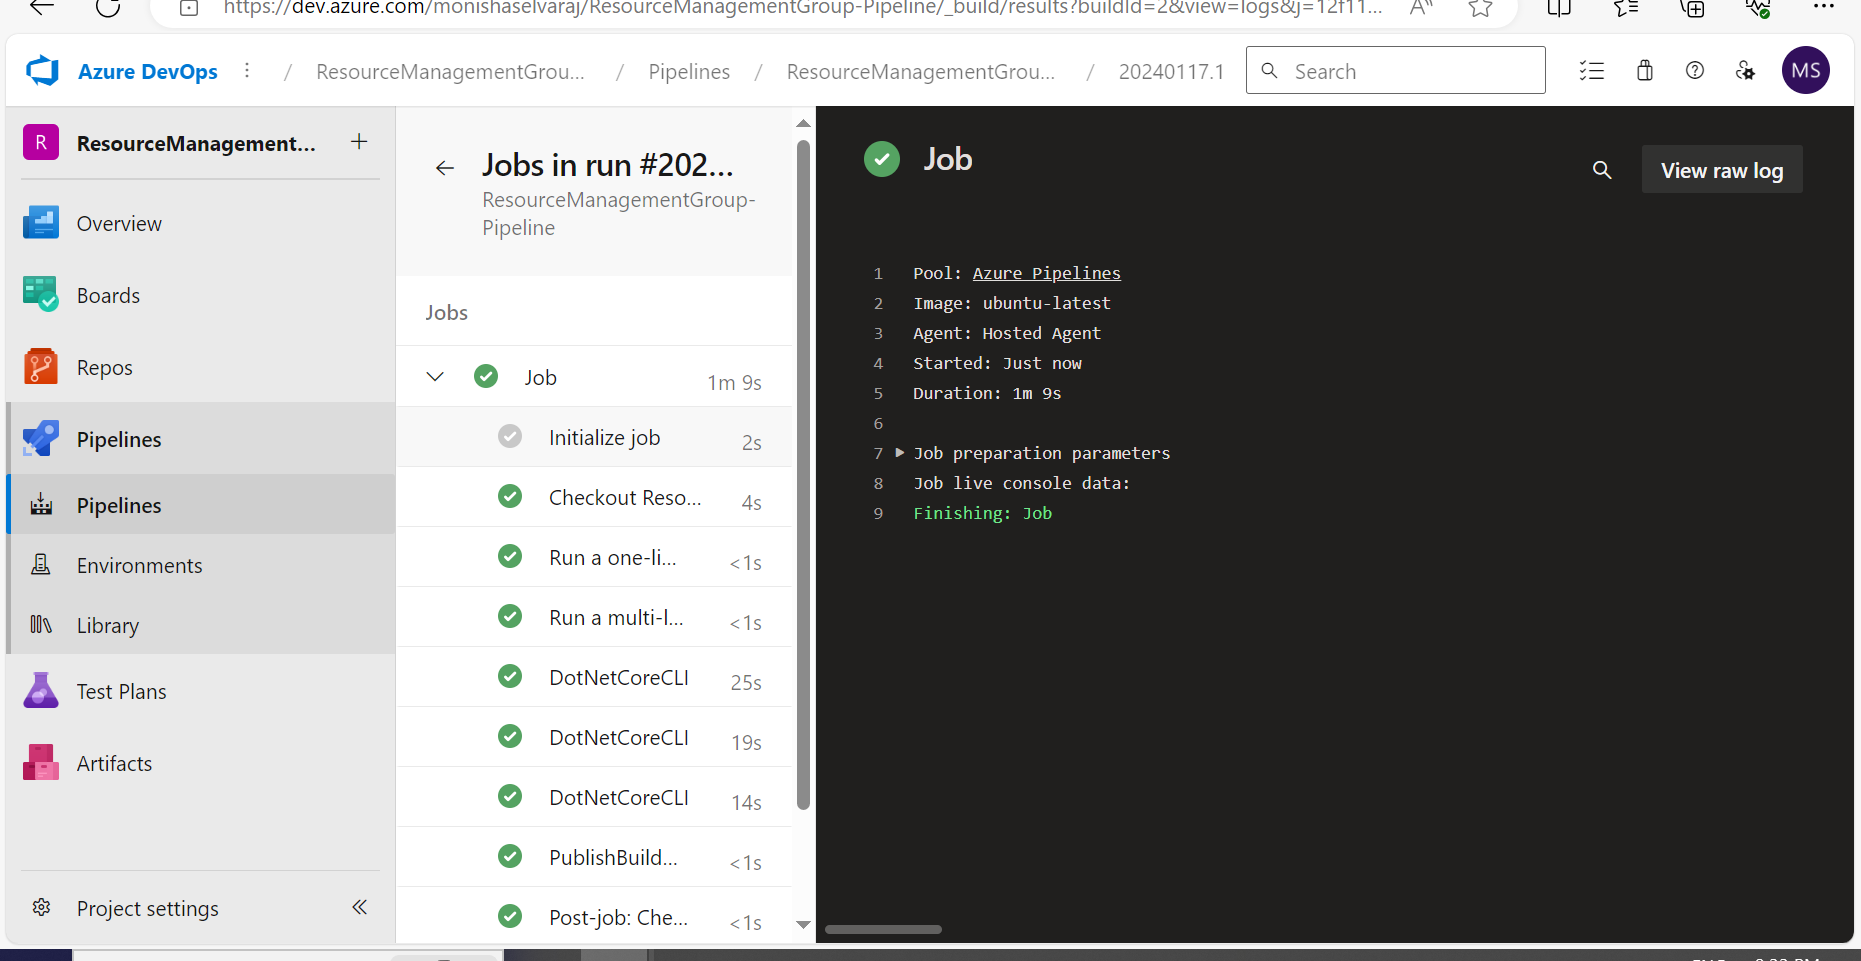 https://dev.azure.com/monishaselvaraj/ResourceManagementGroup-Pipeline/_build/results?buildId=2&view=logs&j=12f11...
Azure DevOps
/ ResourceManagementGrou... / Pipelines / ResourceManagementGrou... / 20240117.1
Search
MS
R
ResourceManagement...
Overview
Boards
Repos
Pipelines
Pipelines
Environments
Library
Test Plans
Artifacts
Project settings
Jobs in run #202...
ResourceManagementGroup-
Pipeline
Jobs
Job 1m 9s
Initialize job 2s
Checkout Reso... 4s
Run a one-li... <1s
Run a multi-l... <1s
DotNetCoreCLI 25s
DotNetCoreCLI 19s
DotNetCoreCLI 14s
PublishBuild... <1s
Post-job: Che... <1s
Job
View raw log
1 Pool: Azure Pipelines
2 Image: ubuntu-latest
3 Agent: Hosted Agent
4 Started: Just now
5 Duration: 1m 9s
6
7 Job preparation parameters
8 Job live console data:
9 Finishing: Job